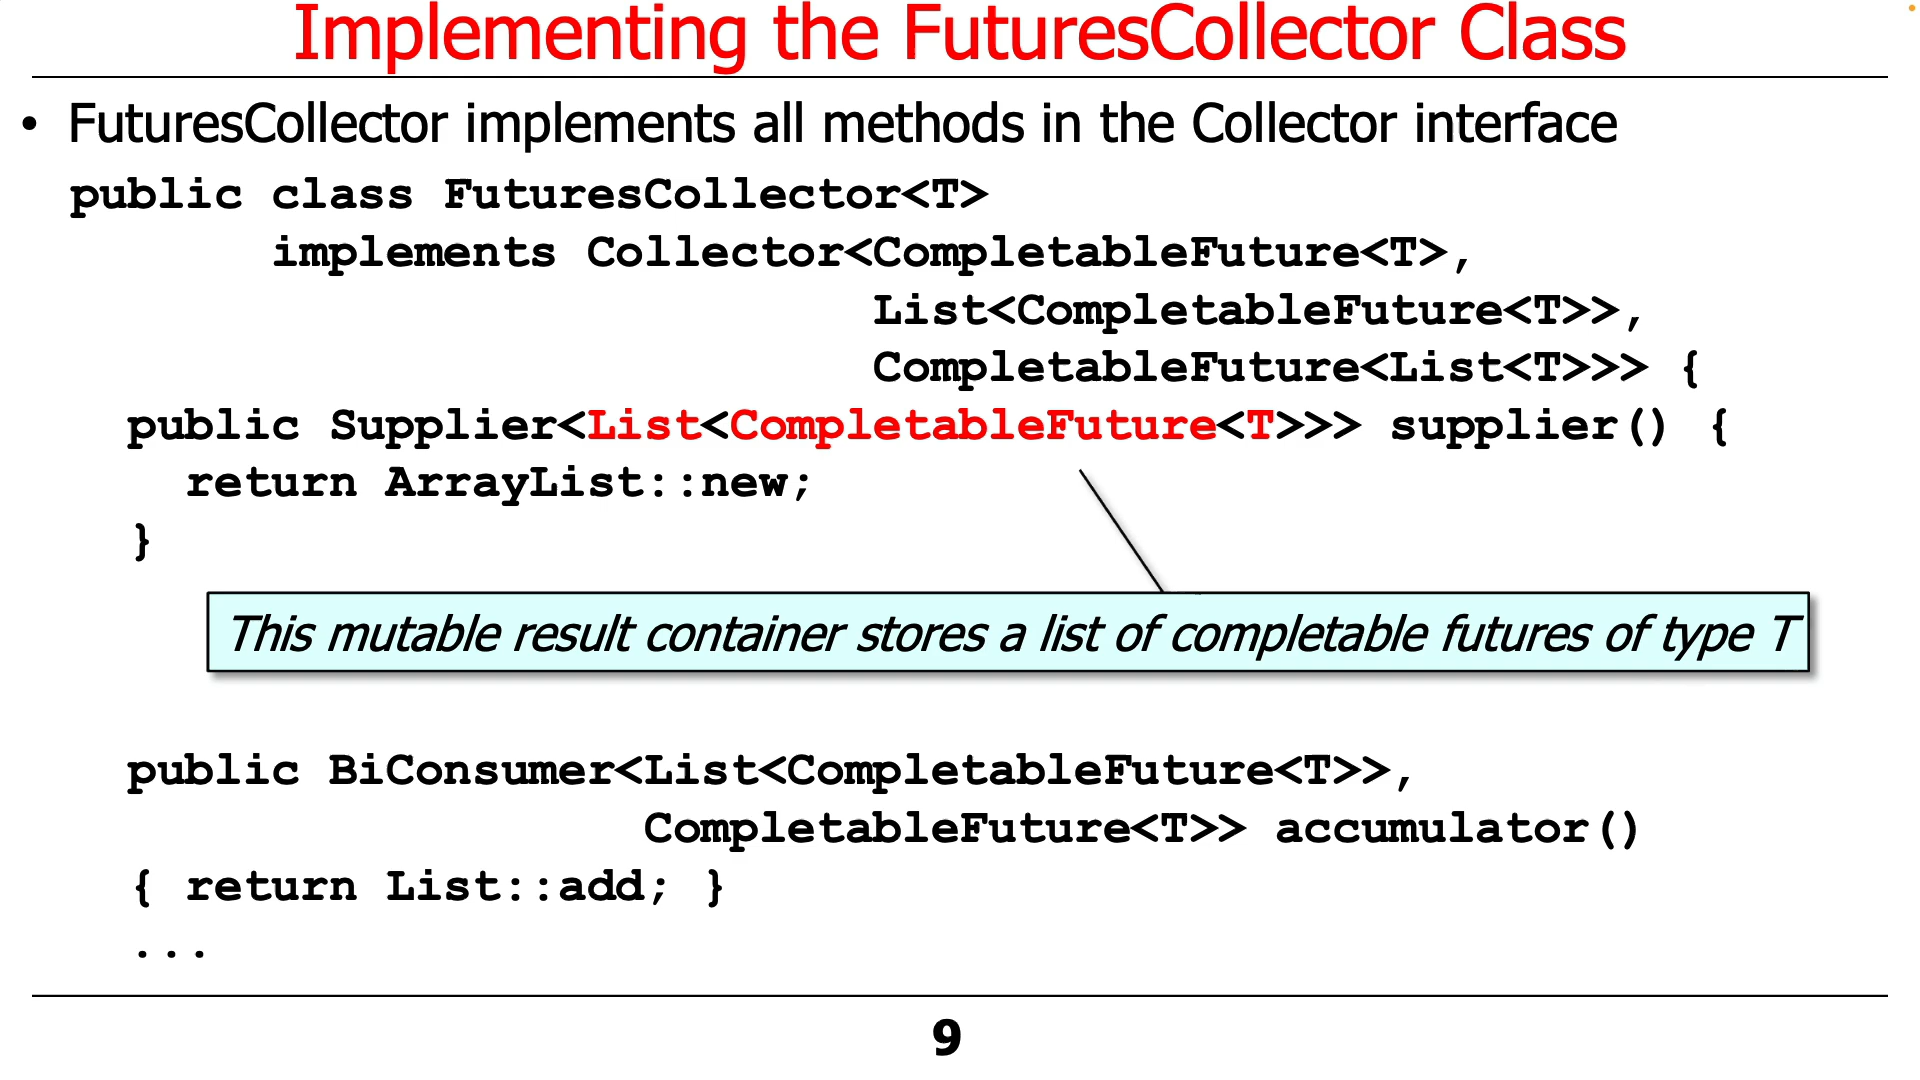 Implementing the FuturesCollector Class
• FuturesCollector implements all methods in the Collector interface
public class FuturesCollector<T>
implements Collector<CompletableFuture<T>,
List<CompletableFuture<T>>,
CompletableFuture<List<T>>> {
public Supplier<List<CompletableFuture<T>>> supplier() {
return ArrayList::new;
}
This mutable result container stores a list of completable futures of type T
public BiConsumer<List<CompletableFuture<T>>,
CompletableFuture<T>> accumulator()
{ return List::add; }
...
9